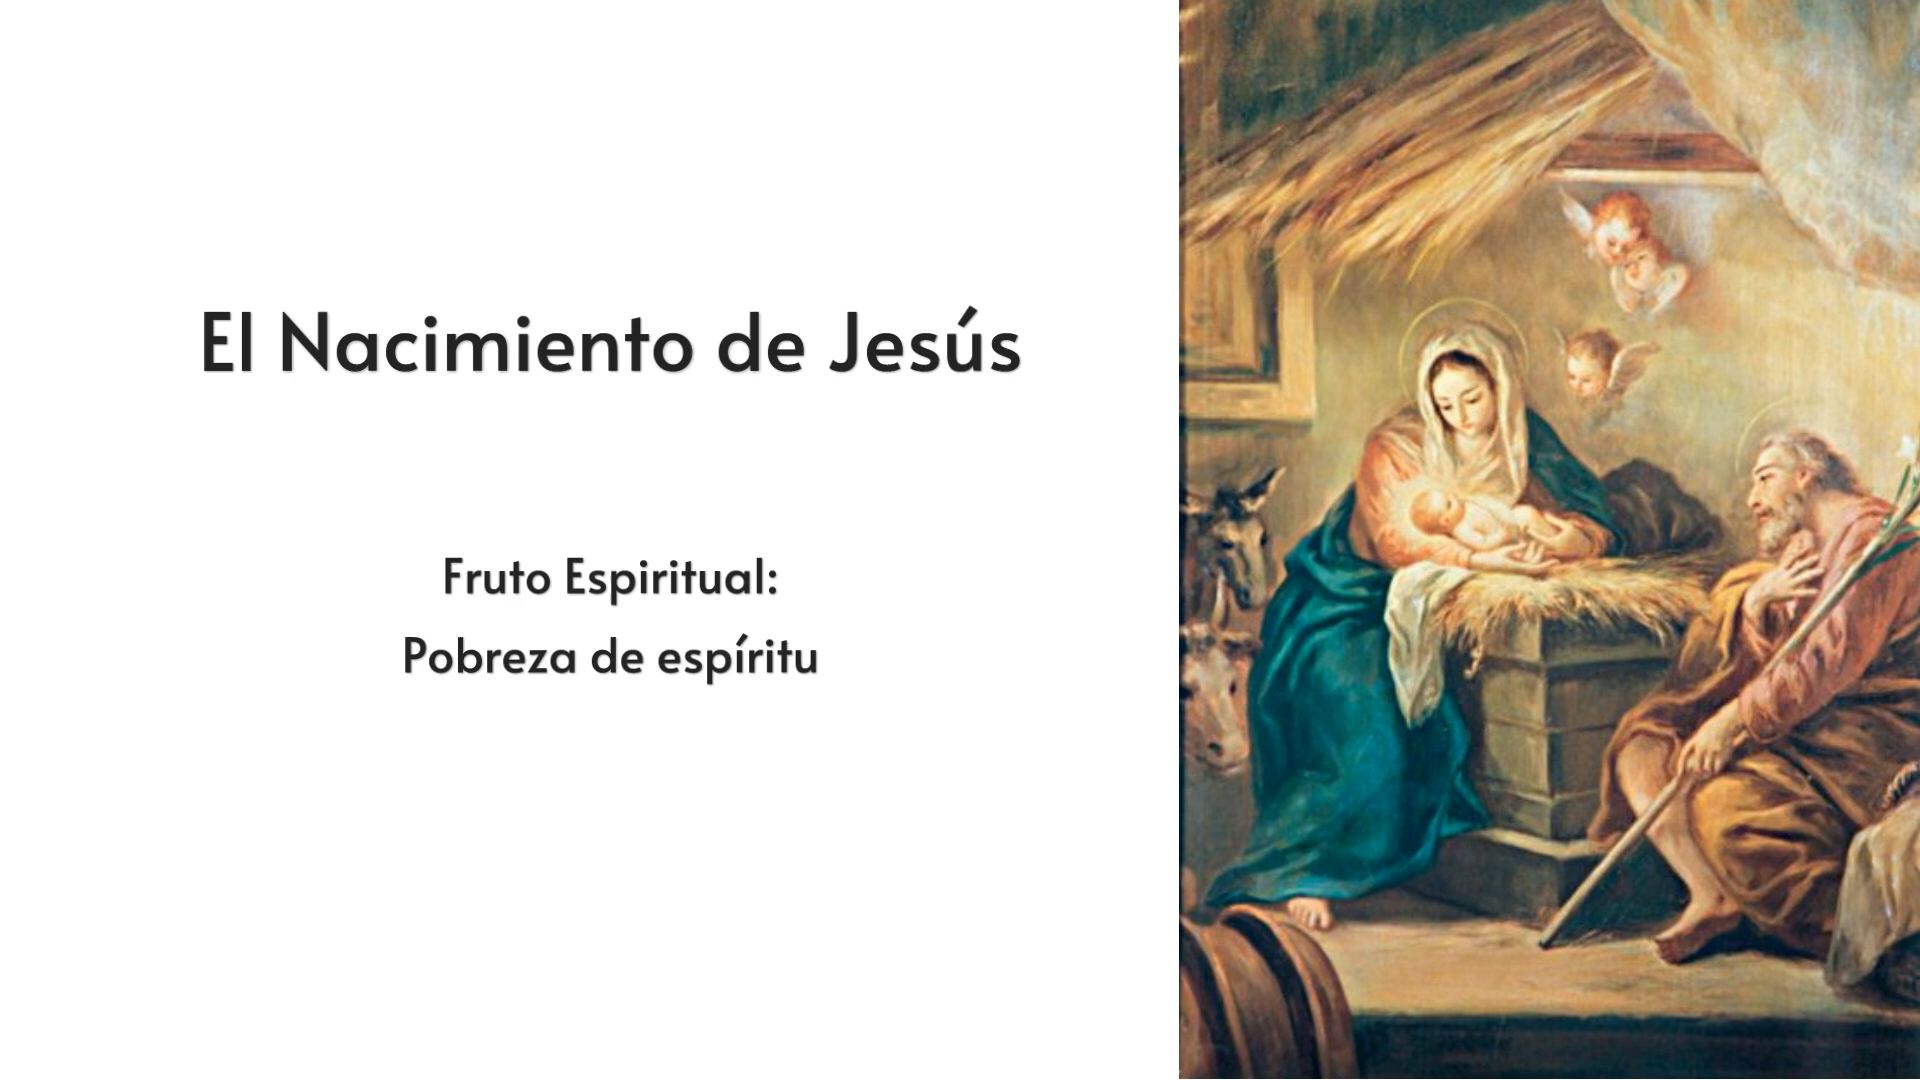 El Nacimiento de Jesús
Fruto Espiritual:
Pobreza de espíritu